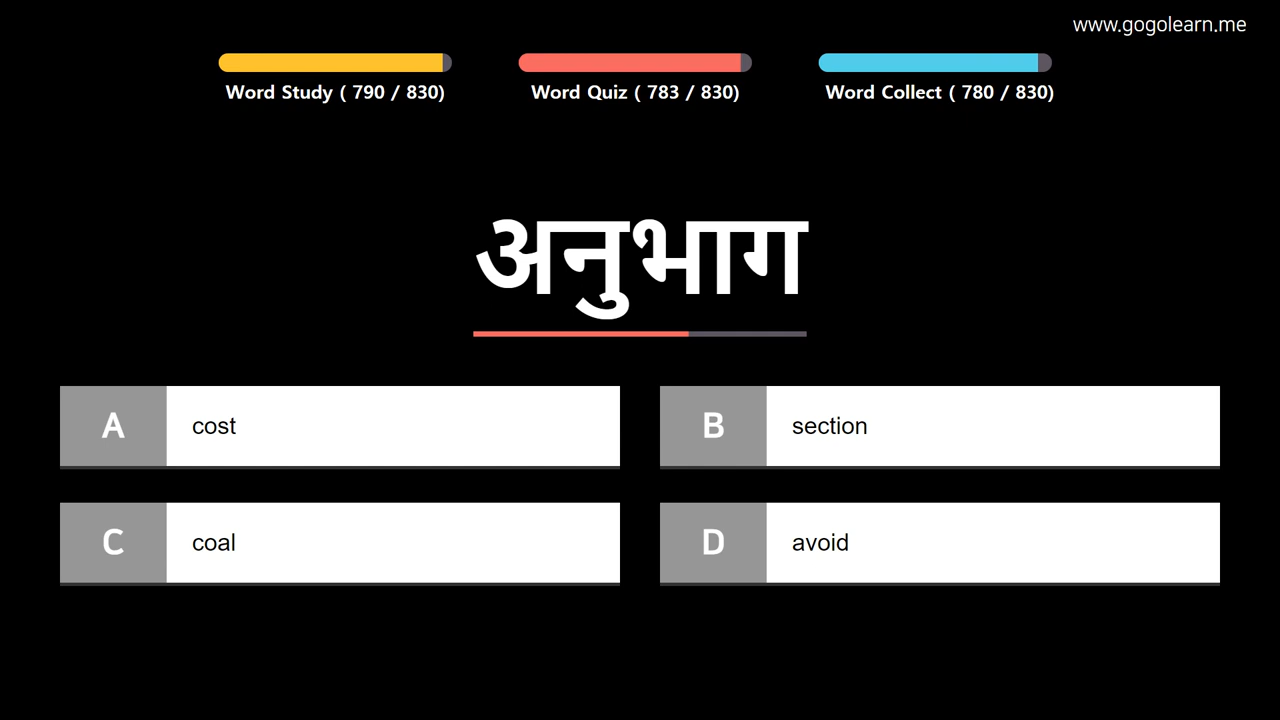 www.gogolearn.me
Word Study ( 790 / 830)
Word Quiz ( 783 / 830)
Word Collect ( 780 / 830)
अनुभाग
A cost
B section
C coal
D avoid